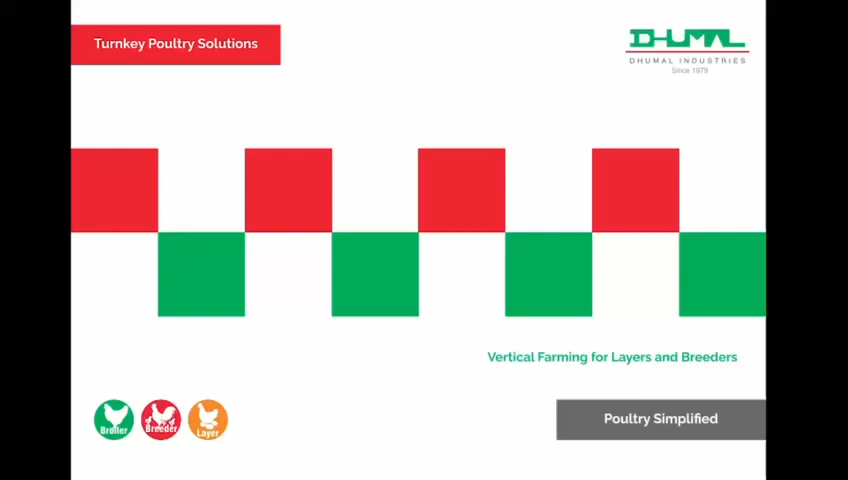 Turnkey Poultry Solutions
DHUMAL
DHUMAL INDUSTRIES
Since 1979
Vertical Farming for Layers and Breeders
Broiler
Breeder
Layer
Poultry Simplified